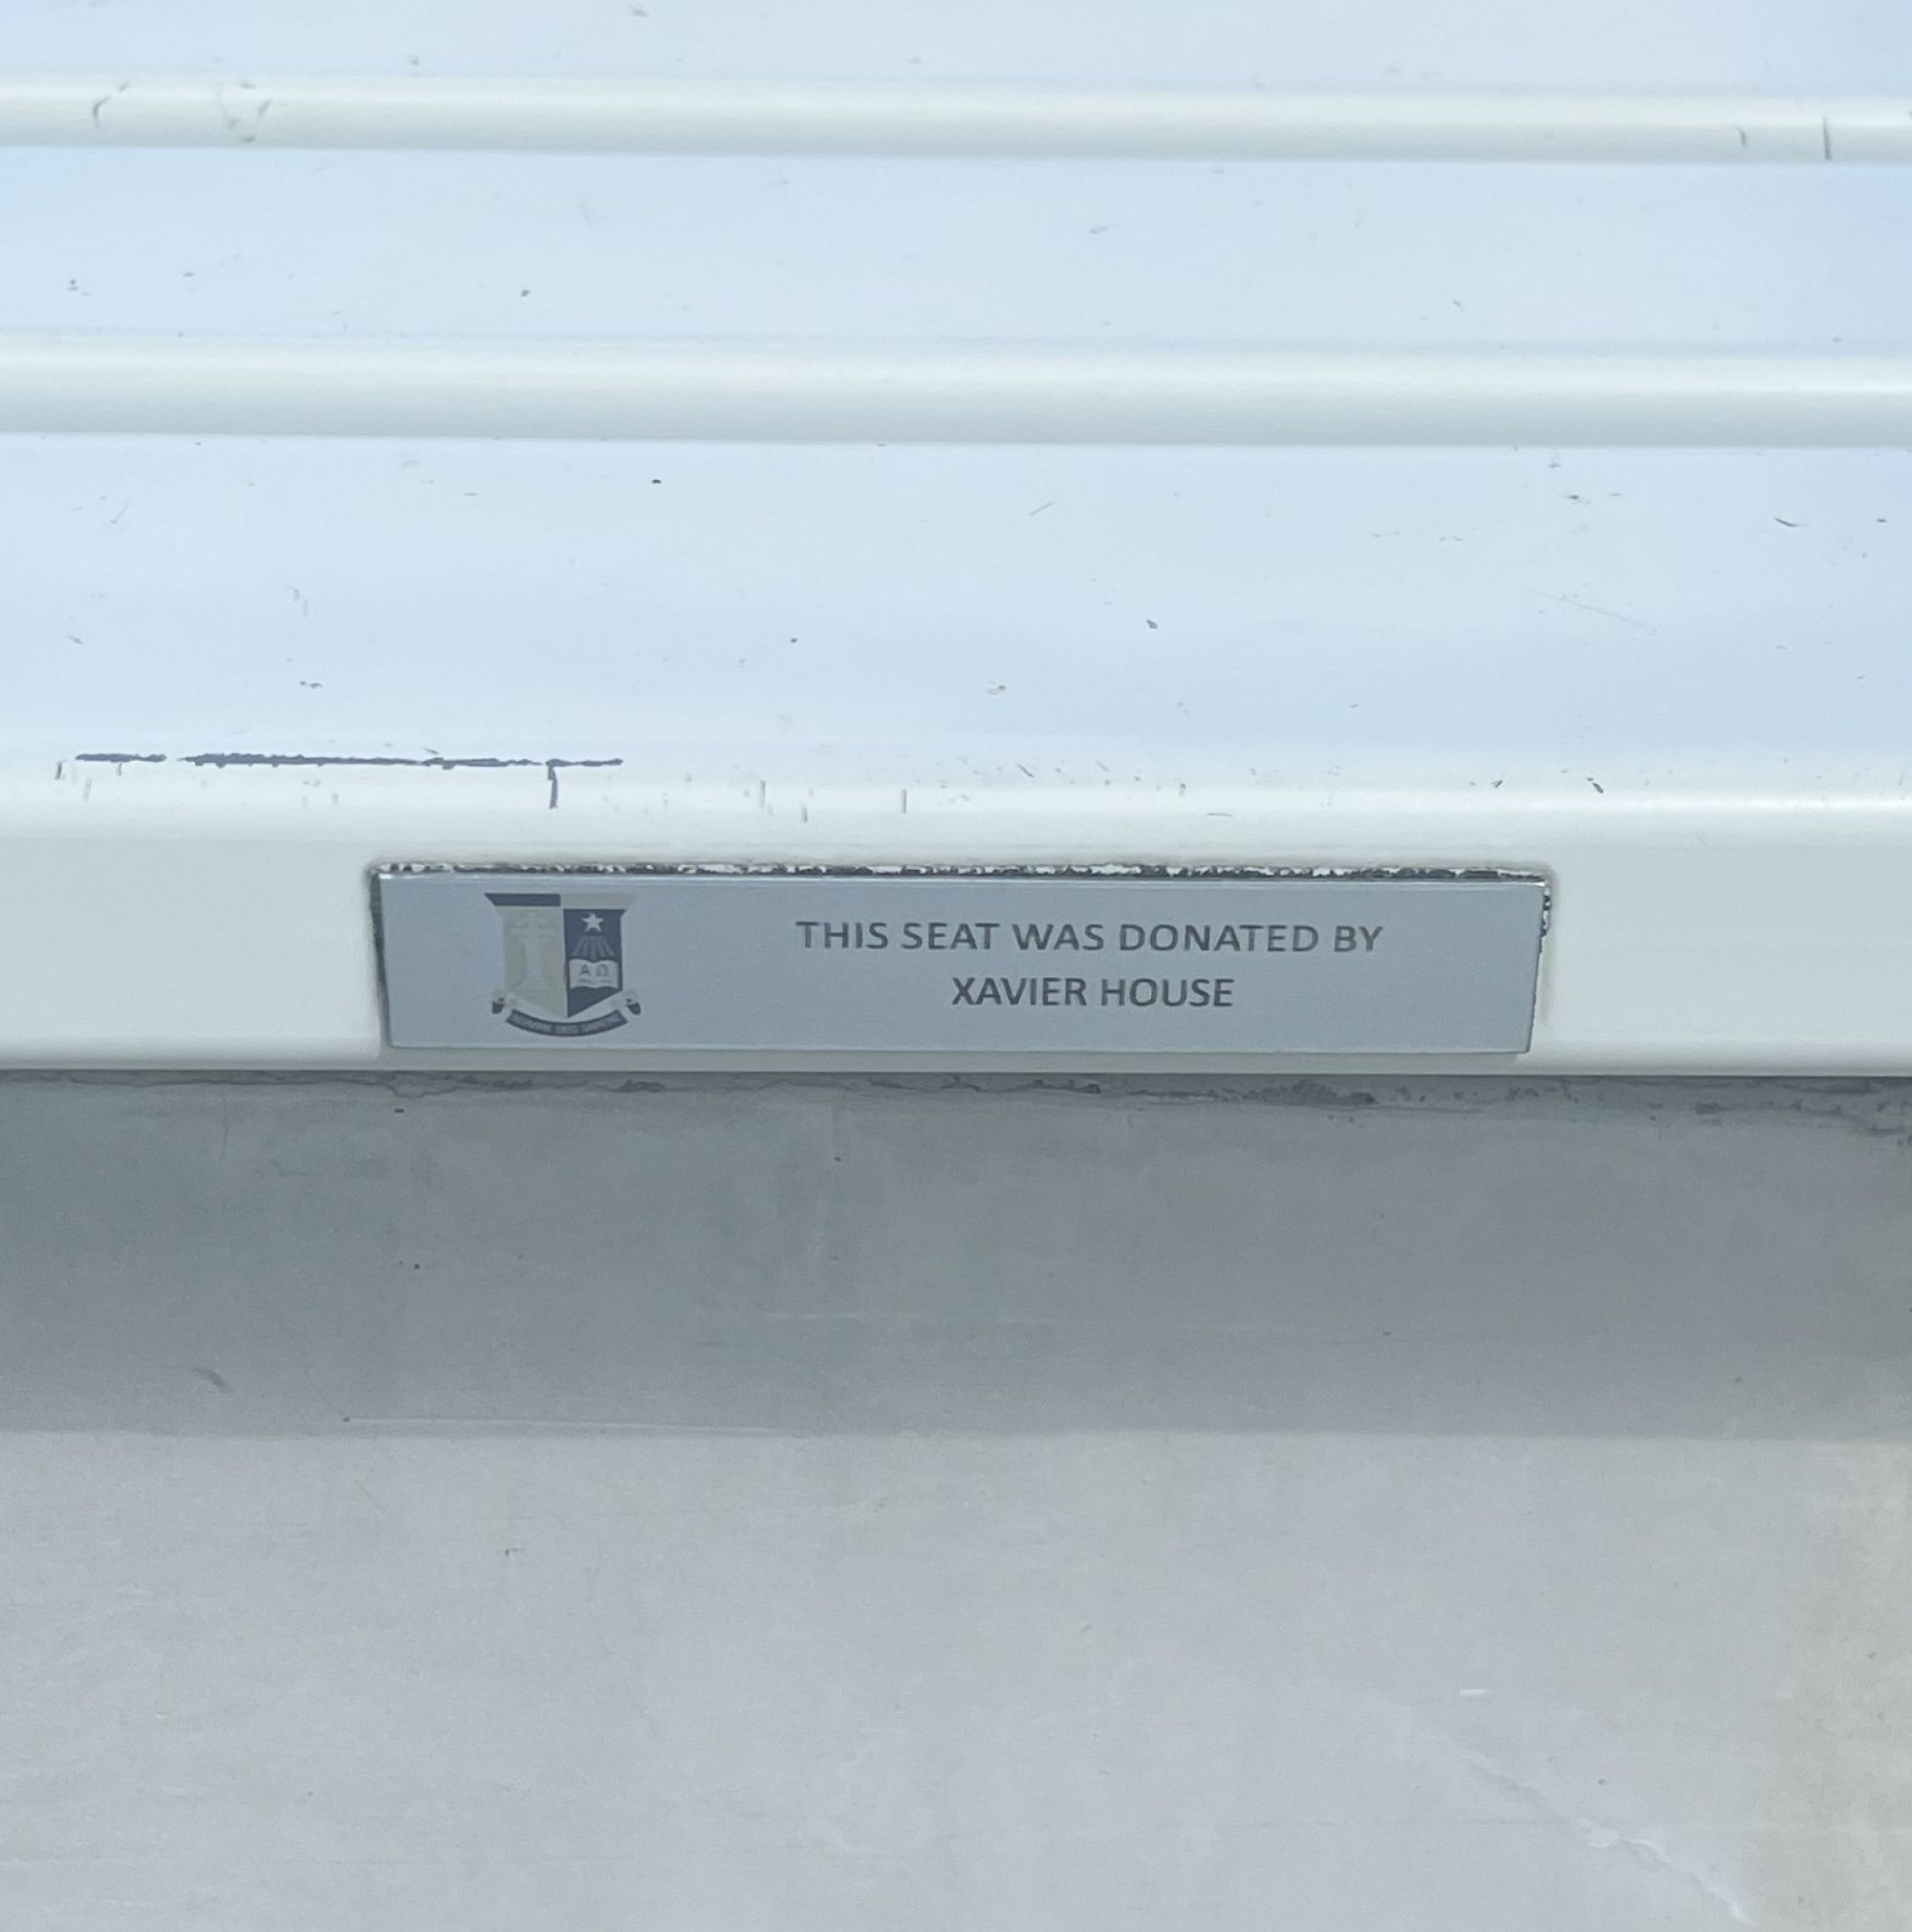 THIS SEAT WAS DONATED BY
XAVIER HOUSE
Α Ω